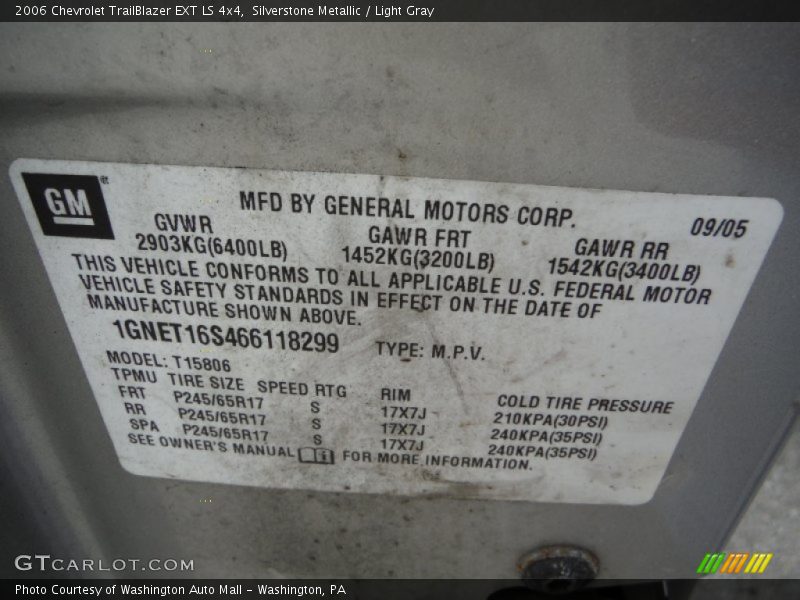 2006 Chevrolet TrailBlazer EXT LS 4x4,  Silverstone Metallic / Light Gray
GM
MFD BY GENERAL MOTORS CORP.
09/05
GVWR GAWR FRT GAWR RR
2903KG(6400LB) 1452KG(3200LB) 1542KG(3400LB)
THIS VEHICLE CONFORMS TO ALL APPLICABLE U.S. FEDERAL MOTOR
VEHICLE SAFETY STANDARDS IN EFFECT ON THE DATE OF
MANUFACTURE SHOWN ABOVE.
1GNET16S466118299 TYPE: M.P.V.
MODEL: T15806
TPMU TIRE SIZE SPEED RTG RIM COLD TIRE PRESSURE
FRT P245/65R17 S 17X7J 210KPA(30PSI)
RR P245/65R17 S 17X7J 240KPA(35PSI)
SPA P245/65R17 S 17X7J 240KPA(35PSI)
SEE OWNER'S MANUAL FOR MORE INFORMATION.
GTCARLOT.COM
Photo Courtesy of Washington Auto Mall - Washington, PA